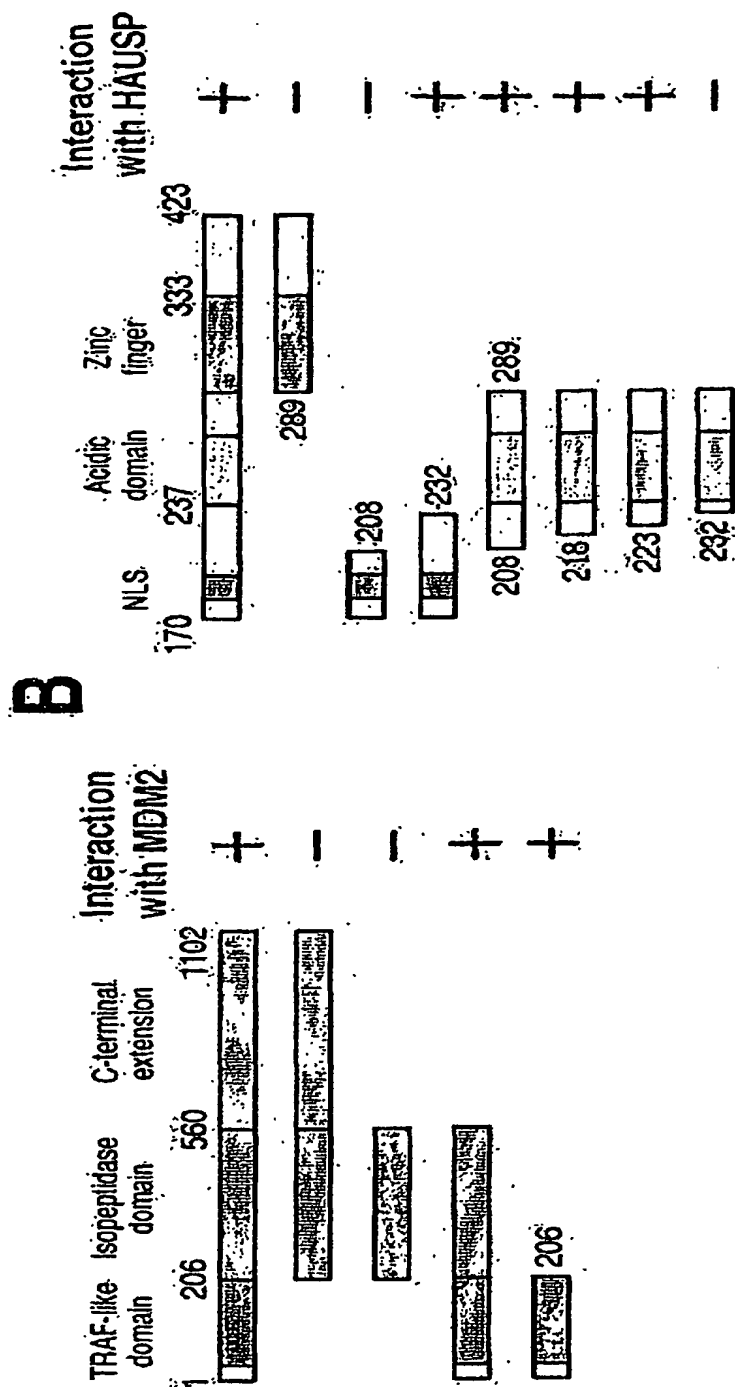 TRAF-like Isopeptidase C-terminal Interaction
domain domain extension with MDM2
1 206 560 1102
+
−
−
+
206 +
B
NLS Acidic Zinc Interaction
domain finger with HAUSP
170 237 333 423
+
289 −
208 −
232 +
208 289 +
218 +
223 +
232 −